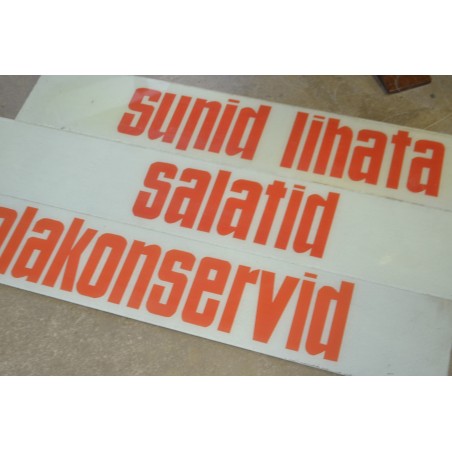 supid lihata
salatid
alakonservid